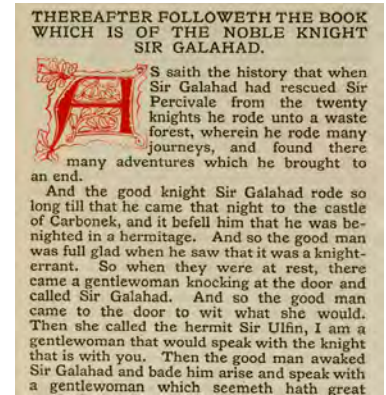 THEREAFTER FOLLOWETH THE BOOK
WHICH IS OF THE NOBLE KNIGHT
SIR GALAHAD.
AS saith the history that when
Sir Galahad had rescued Sir
Percivale from the twenty
knights he rode unto a waste
forest, wherein he rode many
journeys, and found there
many adventures which he brought to
an end.
And the good knight Sir Galahad rode so
long till that he came that night to the castle
of Carbonek, and it befell him that he was be-
nighted in a hermitage. And so the good man
was full glad when he saw that it was a knight-
errant. So when they were at rest, there
came a gentlewoman knocking at the door and
called Sir Galahad. And so the good man
came to the door to wit what she would.
Then she called the hermit Sir Ulfin, I am a
gentlewoman that would speak with the knight
that is with you. Then the good man awaked
Sir Galahad and bade him arise and speak with
a gentlewoman which seemeth hath great